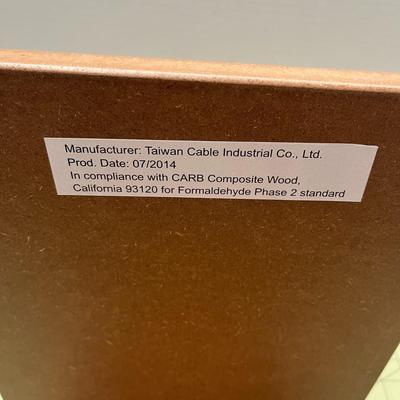 Manufacturer: Taiwan Cable Industrial Co., Ltd.
Prod. Date: 07/2014
In compliance with CARB Composite Wood,
California 93120 for Formaldehyde Phase 2 standard